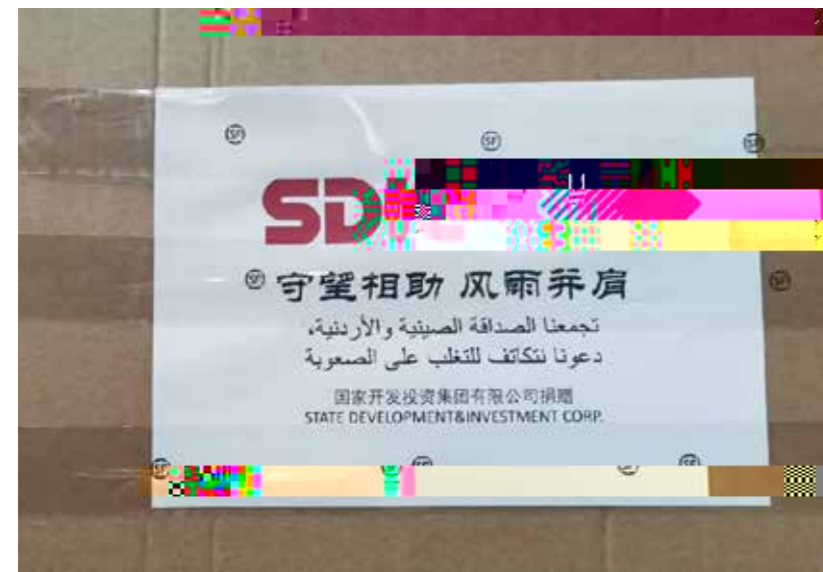 SD
守望相助 风雨并肩
تجمعنا الصداقة الصينية والأردنية،
دعونا نتكاتف للتغلب على الصعوبة
国家开发投资集团有限公司捐赠
STATE DEVELOPMENT&INVESTMENT CORP.